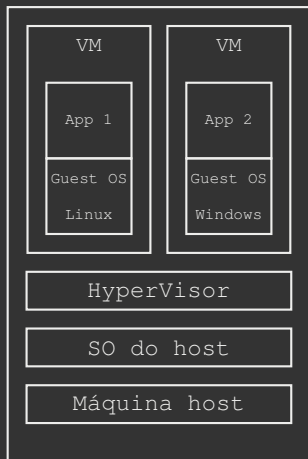 VM
VM
App 1
App 2
Guest OS
Linux
Guest OS
Windows
HyperVisor
SO do host
Máquina host